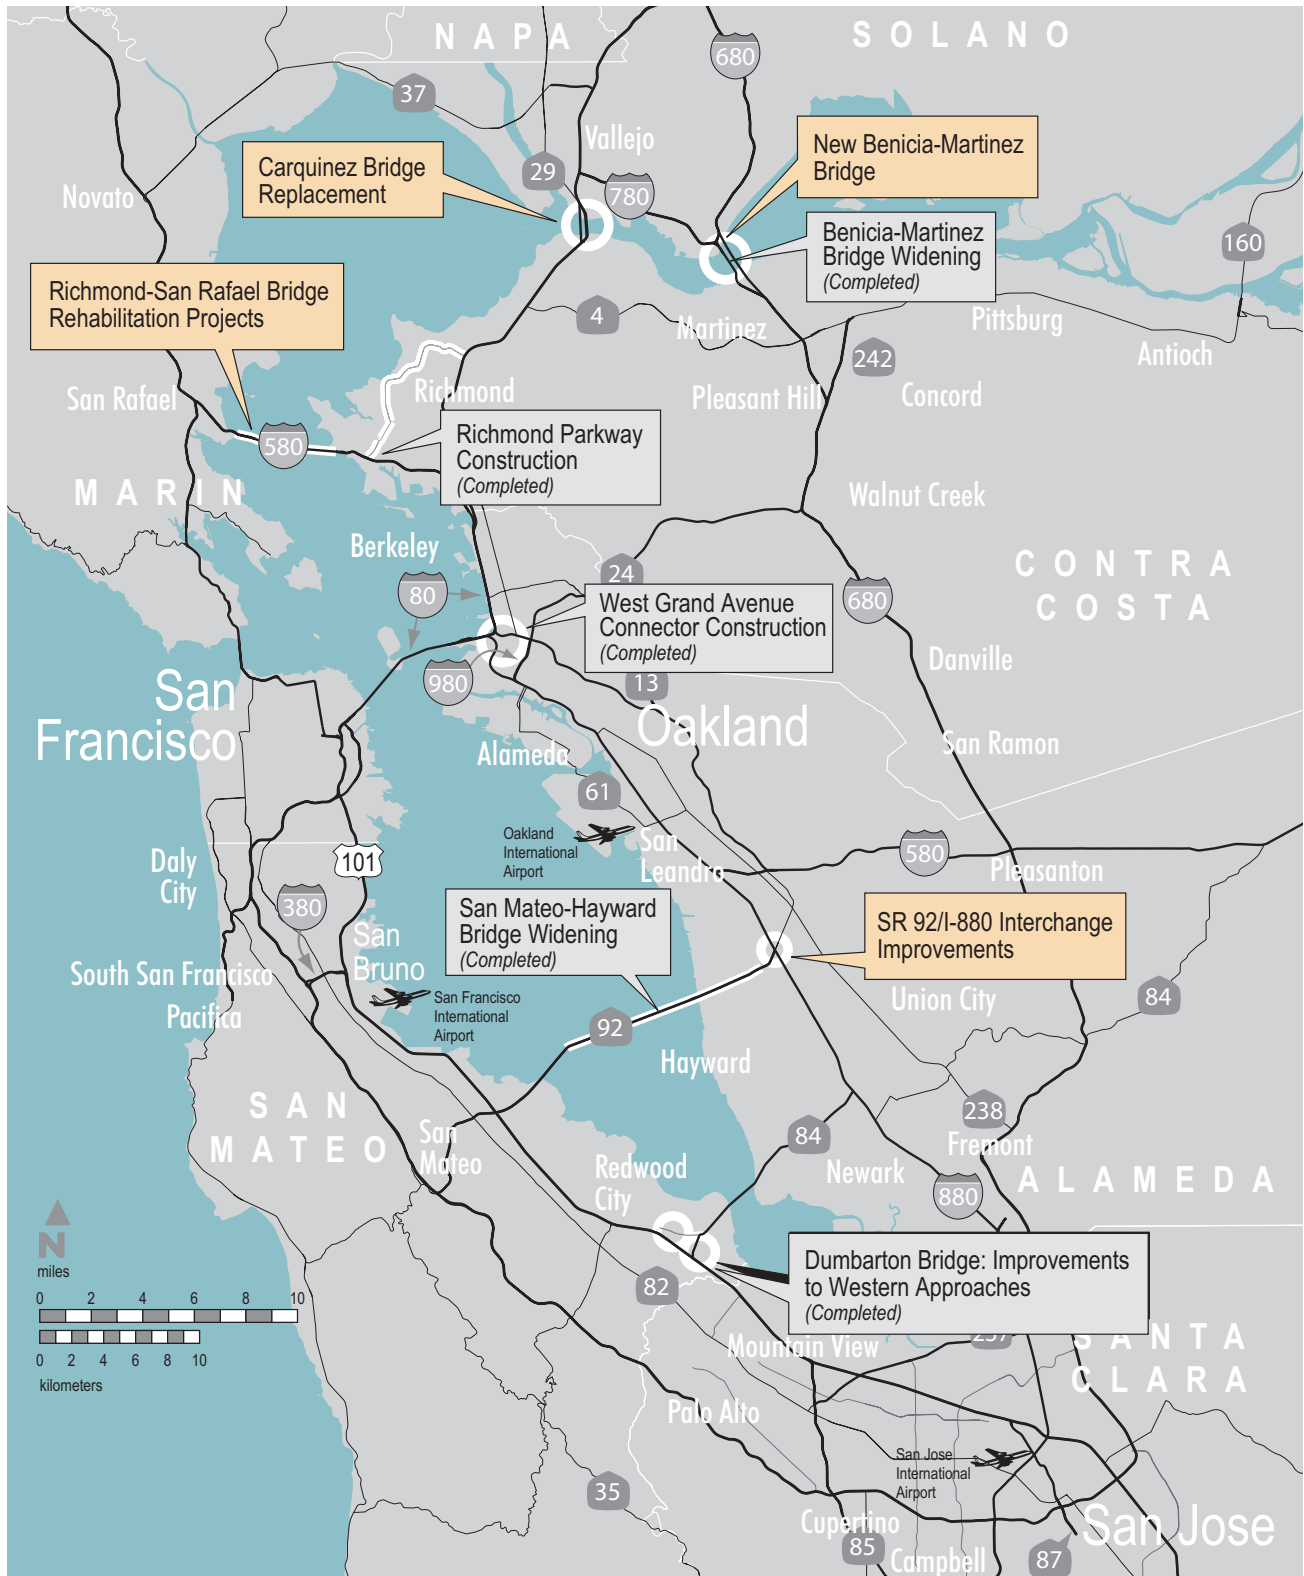 NAPA
SOLANO
680
37
Vallejo
Carquinez Bridge
Replacement
29
780
New Benicia-Martinez
Bridge
Novato
Benicia-Martinez
Bridge Widening
(Completed)
160
Richmond-San Rafael Bridge
Rehabilitation Projects
4
Martinez
Pittsburg
Antioch
242
San Rafael
Richmond
Pleasant Hill
Concord
580
Richmond Parkway
Construction
(Completed)
MARIN
Walnut Creek
Berkeley
80
24
CONTRA
COSTA
680
West Grand Avenue
Connector Construction
(Completed)
Danville
980
13
San
Francisco
Oakland
Alameda
San Ramon
61
Oakland
International
Airport
San
Leandro
101
580
Pleasanton
Daly
City
380
San Mateo-Hayward
Bridge Widening
(Completed)
SR 92/I-880 Interchange
Improvements
San
Bruno
South San Francisco
Pacifica
San Francisco
International
Airport
Union City
84
92
Hayward
SAN
MATEO
238
Fremont
San
Mateo
84
Redwood
City
Newark
880
ALAMEDA
N
miles
0 2 4 6 8 10
0 2 4 6 8 10
kilometers
Dumbarton Bridge: Improvements
to Western Approaches
(Completed)
82
237
Mountain View
SANTA
CLARA
Palo Alto
San Jose
International
Airport
35
Cupertino
San Jose
85
Campbell
87